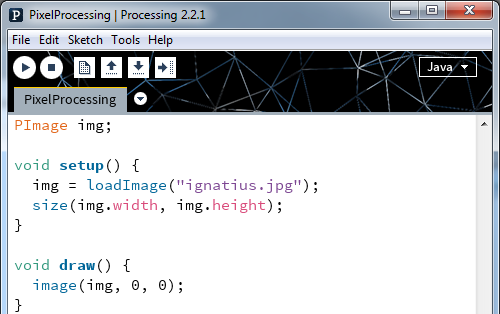 PixelProcessing | Processing 2.2.1
File Edit Sketch Tools Help
Java
PixelProcessing
PImage img;
void setup() {
img = loadImage("ignatius.jpg");
size(img.width, img.height);
}
void draw() {
image(img, 0, 0);
}